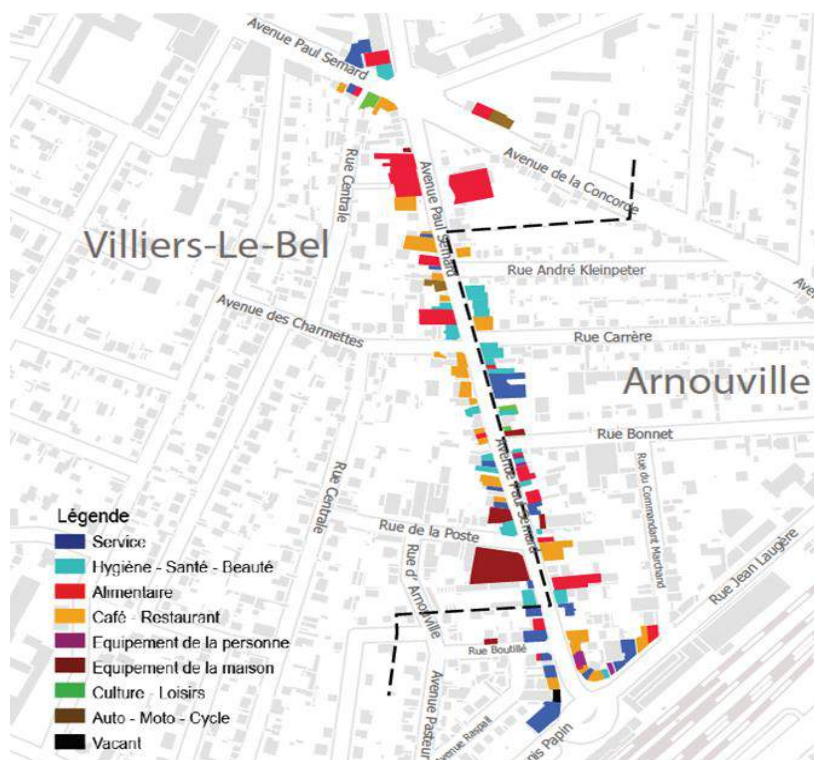 Avenue Paul Semard
Rue Centrale
Avenue Paul Semard
Avenue de la Concorde
Villiers-Le-Bel
Rue André Kleinpeter
Avenue des Charmettes
Rue Carrère
Arnouville
Rue Bonnet
Avenue Paul Semard
Rue du Commandant Marchand
Rue Centrale
Rue de la Poste
Rue d' Arnouville
Rue Jean Laugère
Rue Boutillé
Avenue Pasteur
Avenue Raspail
Légende
Service
Hygiène - Santé - Beauté
Alimentaire
Café - Restaurant
Equipement de la personne
Equipement de la maison
Culture - Loisirs
Auto - Moto - Cycle
Vacant